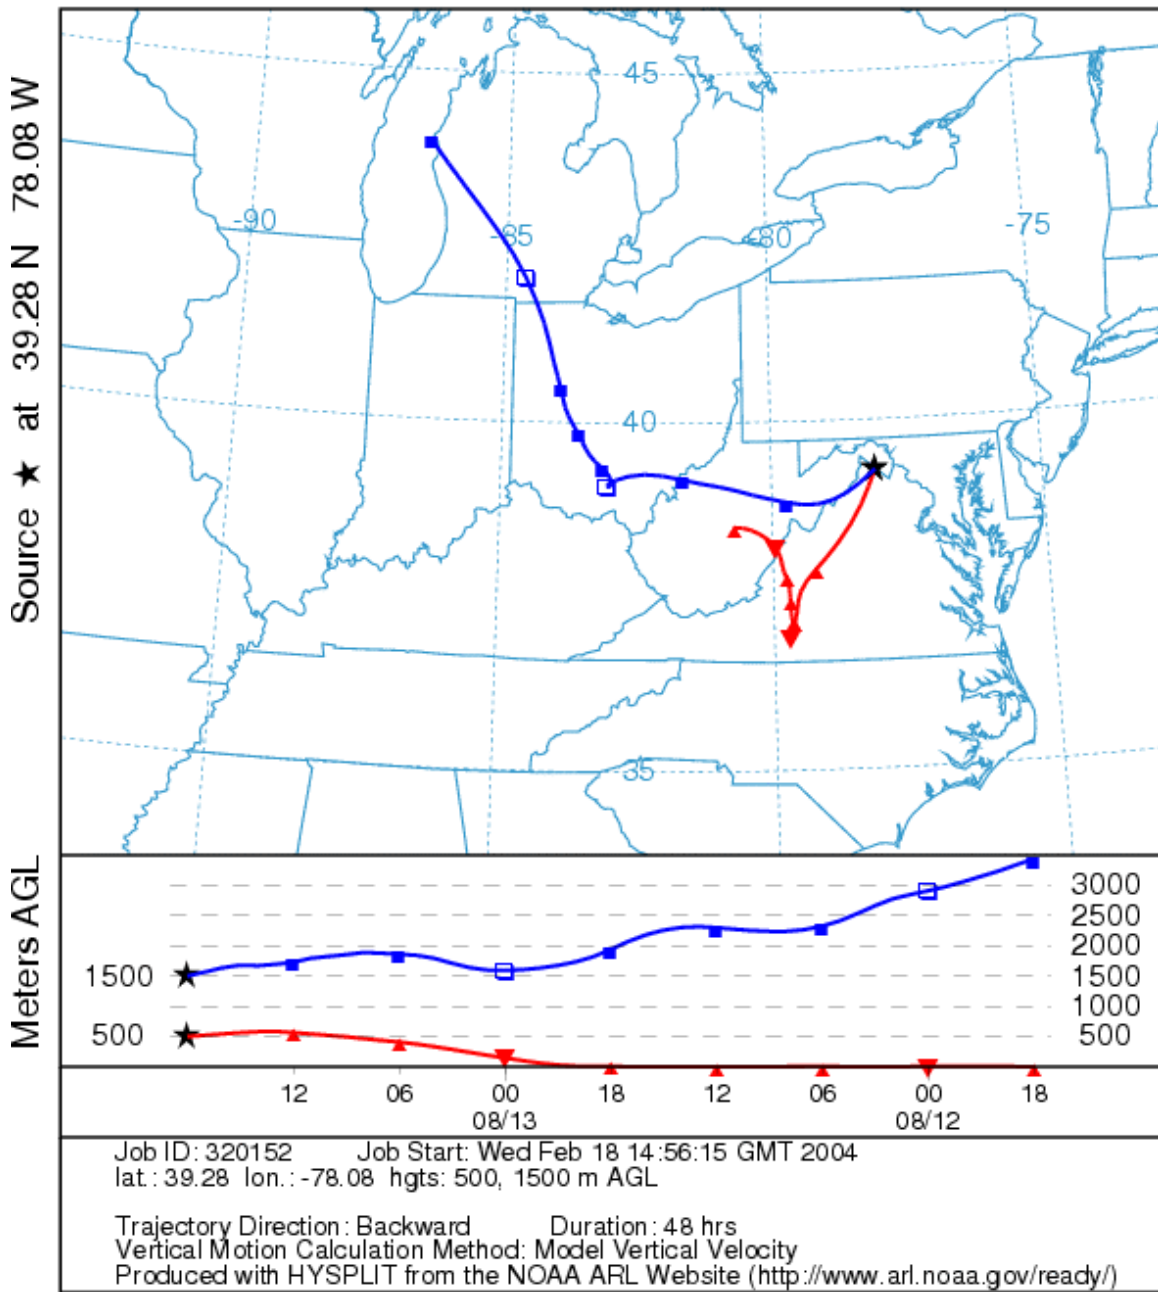 Source ★ at 39.28 N 78.08 W
45
-90
-85
-80
-75
40
35
Meters AGL
3000
2500
2000
1500
1500
1000
500
500
12 06 00 18 12 06 00 18
08/13 08/12
Job ID: 320152 Job Start: Wed Feb 18 14:56:15 GMT 2004
lat.: 39.28 lon.: -78.08 hgts: 500, 1500 m AGL
Trajectory Direction: Backward Duration: 48 hrs
Vertical Motion Calculation Method: Model Vertical Velocity
Produced with HYSPLIT from the NOAA ARL Website (http://www.arl.noaa.gov/ready/)